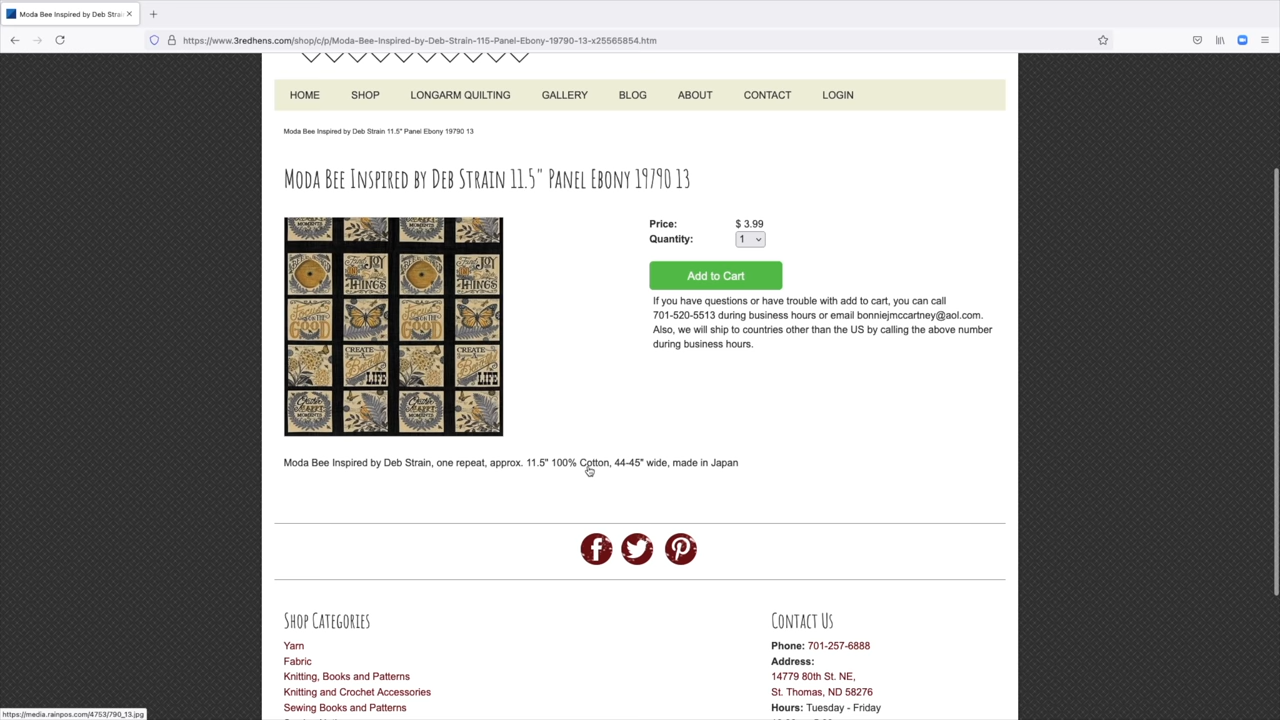 Moda Bee Inspired by Deb Strai
https://www.3redhens.com/shop/c/p/Moda-Bee-Inspired-by-Deb-Strain-115-Panel-Ebony-19790-13-x25565854.htm
HOME SHOP LONGARM QUILTING GALLERY BLOG ABOUT CONTACT LOGIN
Moda Bee Inspired by Deb Strain 11.5" Panel Ebony 19790 13
Moda Bee Inspired by Deb Strain 11.5" Panel Ebony 19790 13
Price: $ 3.99
Quantity: 1
Add to Cart
If you have questions or have trouble with add to cart, you can call
701-520-5513 during business hours or email bonniejmccartney@aol.com.
Also, we will ship to countries other than the US by calling the above number
during business hours.
Find JOY
THINGS
GOOD
CREATE
LIFE
Moda Bee Inspired by Deb Strain, one repeat, approx. 11.5" 100% Cotton, 44-45" wide, made in Japan
Shop Categories
Yarn
Fabric
Knitting, Books and Patterns
Knitting and Crochet Accessories
Sewing Books and Patterns
Contact Us
Phone: 701-257-6888
Address:
14779 80th St. NE,
St. Thomas, ND 58276
Hours: Tuesday - Friday
https://media.rainpos.com/4753/790_13.jpg